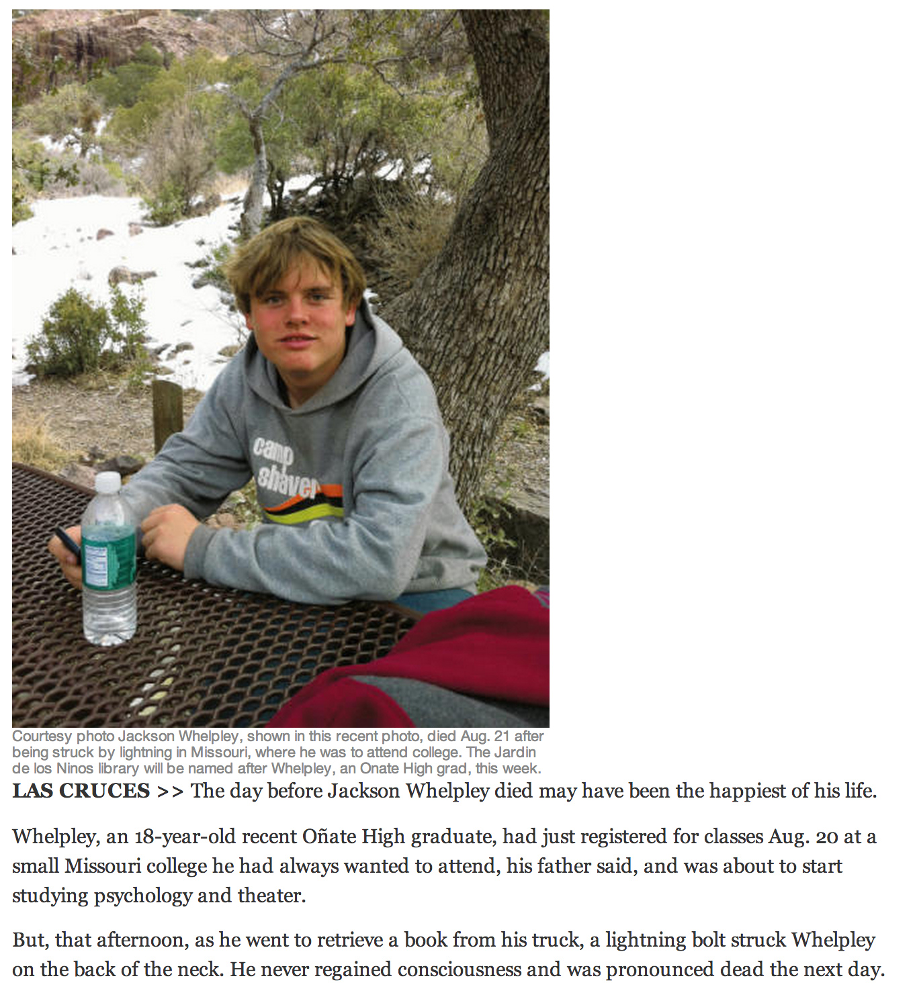 camp
shaver
Courtesy photo Jackson Whelpley, shown in this recent photo, died Aug. 21 after
being struck by lightning in Missouri, where he was to attend college. The Jardin
de los Ninos library will be named after Whelpley, an Onate High grad, this week.
LAS CRUCES >> The day before Jackson Whelpley died may have been the happiest of his life.
Whelpley, an 18-year-old recent Oñate High graduate, had just registered for classes Aug. 20 at a
small Missouri college he had always wanted to attend, his father said, and was about to start
studying psychology and theater.
But, that afternoon, as he went to retrieve a book from his truck, a lightning bolt struck Whelpley
on the back of the neck. He never regained consciousness and was pronounced dead the next day.